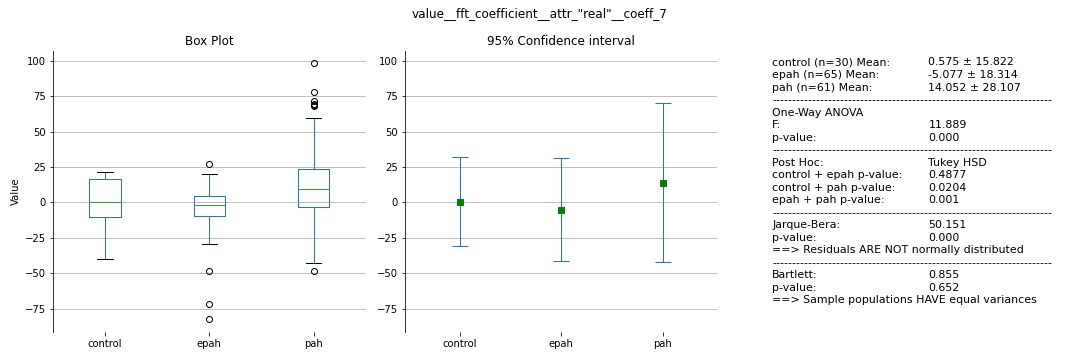 value__fft_coefficient__attr_"real"__coeff_7
Box Plot
100
75
50
25
0
−25
−50
−75
Value
control epah pah
95% Confidence interval
100
75
50
25
0
−25
−50
−75
control epah pah
control (n=30) Mean: 0.575 ± 15.822
epah (n=65) Mean: -5.077 ± 18.314
pah (n=61) Mean: 14.052 ± 28.107
One-Way ANOVA
F: 11.889
p-value: 0.000
Post Hoc: Tukey HSD
control + epah p-value: 0.4877
control + pah p-value: 0.0204
epah + pah p-value: 0.001
Jarque-Bera: 50.151
p-value: 0.000
==> Residuals ARE NOT normally distributed
Bartlett: 0.855
p-value: 0.652
==> Sample populations HAVE equal variances